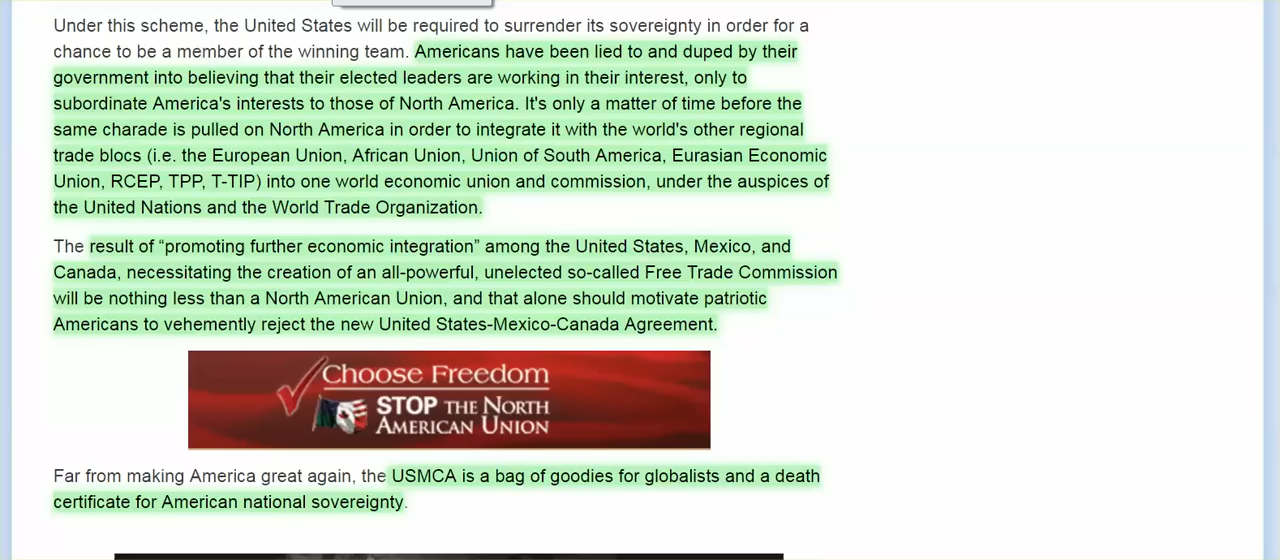 Under this scheme, the United States will be required to surrender its sovereignty in order for a
chance to be a member of the winning team. Americans have been lied to and duped by their
government into believing that their elected leaders are working in their interest, only to
subordinate America's interests to those of North America. It's only a matter of time before the
same charade is pulled on North America in order to integrate it with the world's other regional
trade blocs (i.e. the European Union, African Union, Union of South America, Eurasian Economic
Union, RCEP, TPP, T-TIP) into one world economic union and commission, under the auspices of
the United Nations and the World Trade Organization.
The result of “promoting further economic integration” among the United States, Mexico, and
Canada, necessitating the creation of an all-powerful, unelected so-called Free Trade Commission
will be nothing less than a North American Union, and that alone should motivate patriotic
Americans to vehemently reject the new United States-Mexico-Canada Agreement.
Choose Freedom
STOP THE NORTH
AMERICAN UNION
Far from making America great again, the USMCA is a bag of goodies for globalists and a death
certificate for American national sovereignty.